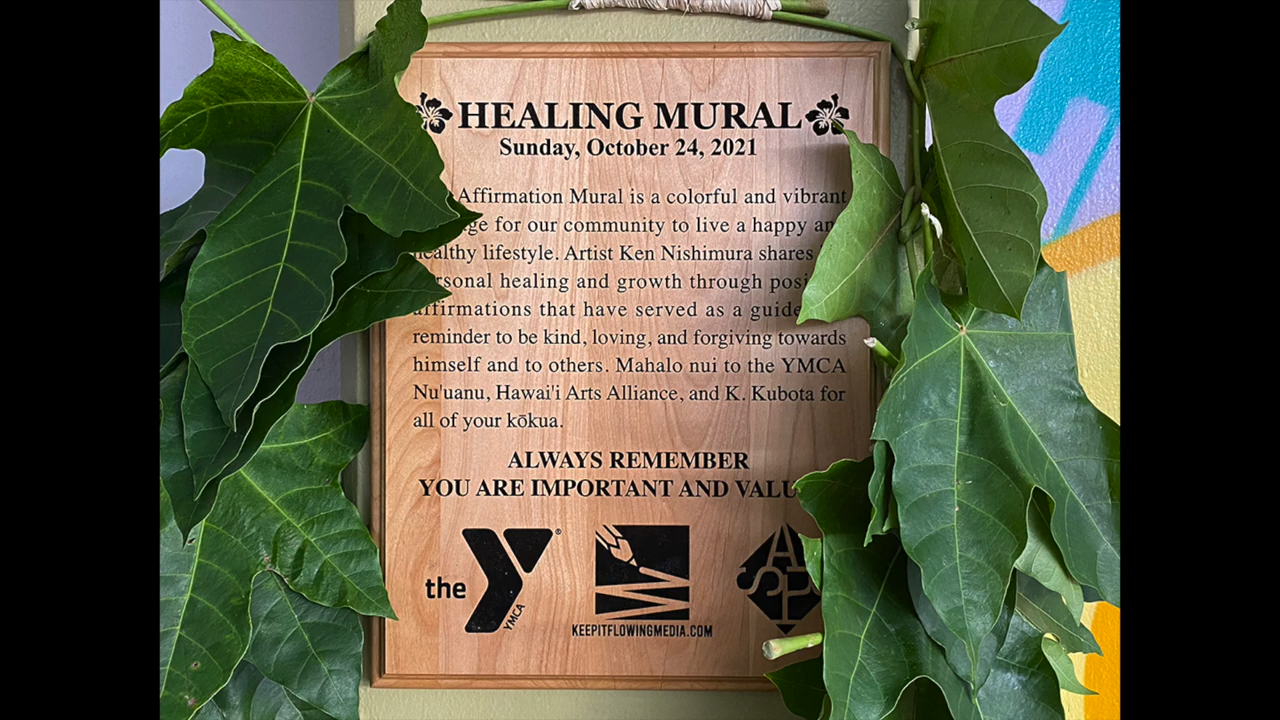 HEALING MURAL
Sunday, October 24, 2021
Affirmation Mural is a colorful and vibrant
for our community to live a happy
healthy lifestyle. Artist Ken Nishimura shares
personal healing and growth through
affirmations that have served as a guide
reminder to be kind, loving, and forgiving towards
himself and to others. Mahalo nui to the YMCA
Nu'uanu, Hawai'i Arts Alliance, and K. Kubota for
all of your kōkua.
ALWAYS REMEMBER
YOU ARE IMPORTANT AND
the Y®
YMCA
KEEPITFLOWINGMEDIA.COM
ASP